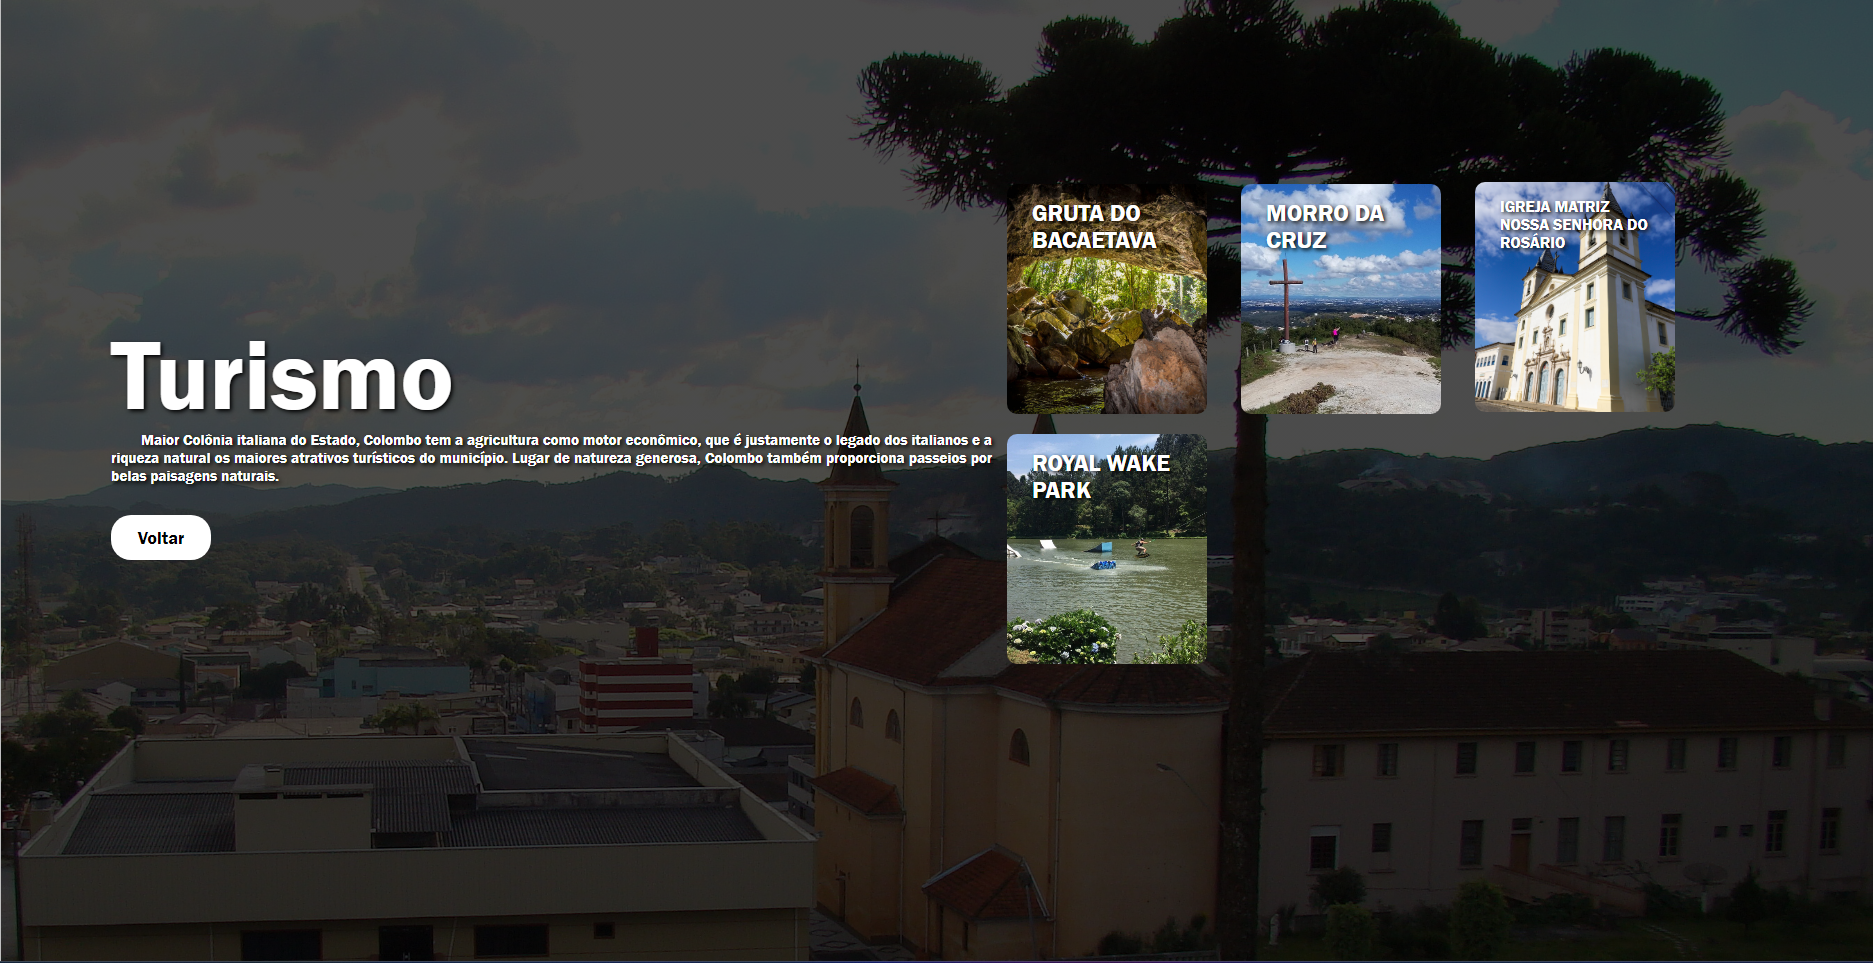 Turismo
Maior Colônia italiana do Estado, Colombo tem a agricultura como motor econômico, que é justamente o legado dos italianos e a
riqueza natural os maiores atrativos turísticos do município. Lugar de natureza generosa, Colombo também proporciona passeios por
belas paisagens naturais.
Voltar
GRUTA DO
BACAETAVA
MORRO DA
CRUZ
IGREJA MATRIZ
NOSSA SENHORA DO
ROSÁRIO
ROYAL WAKE
PARK